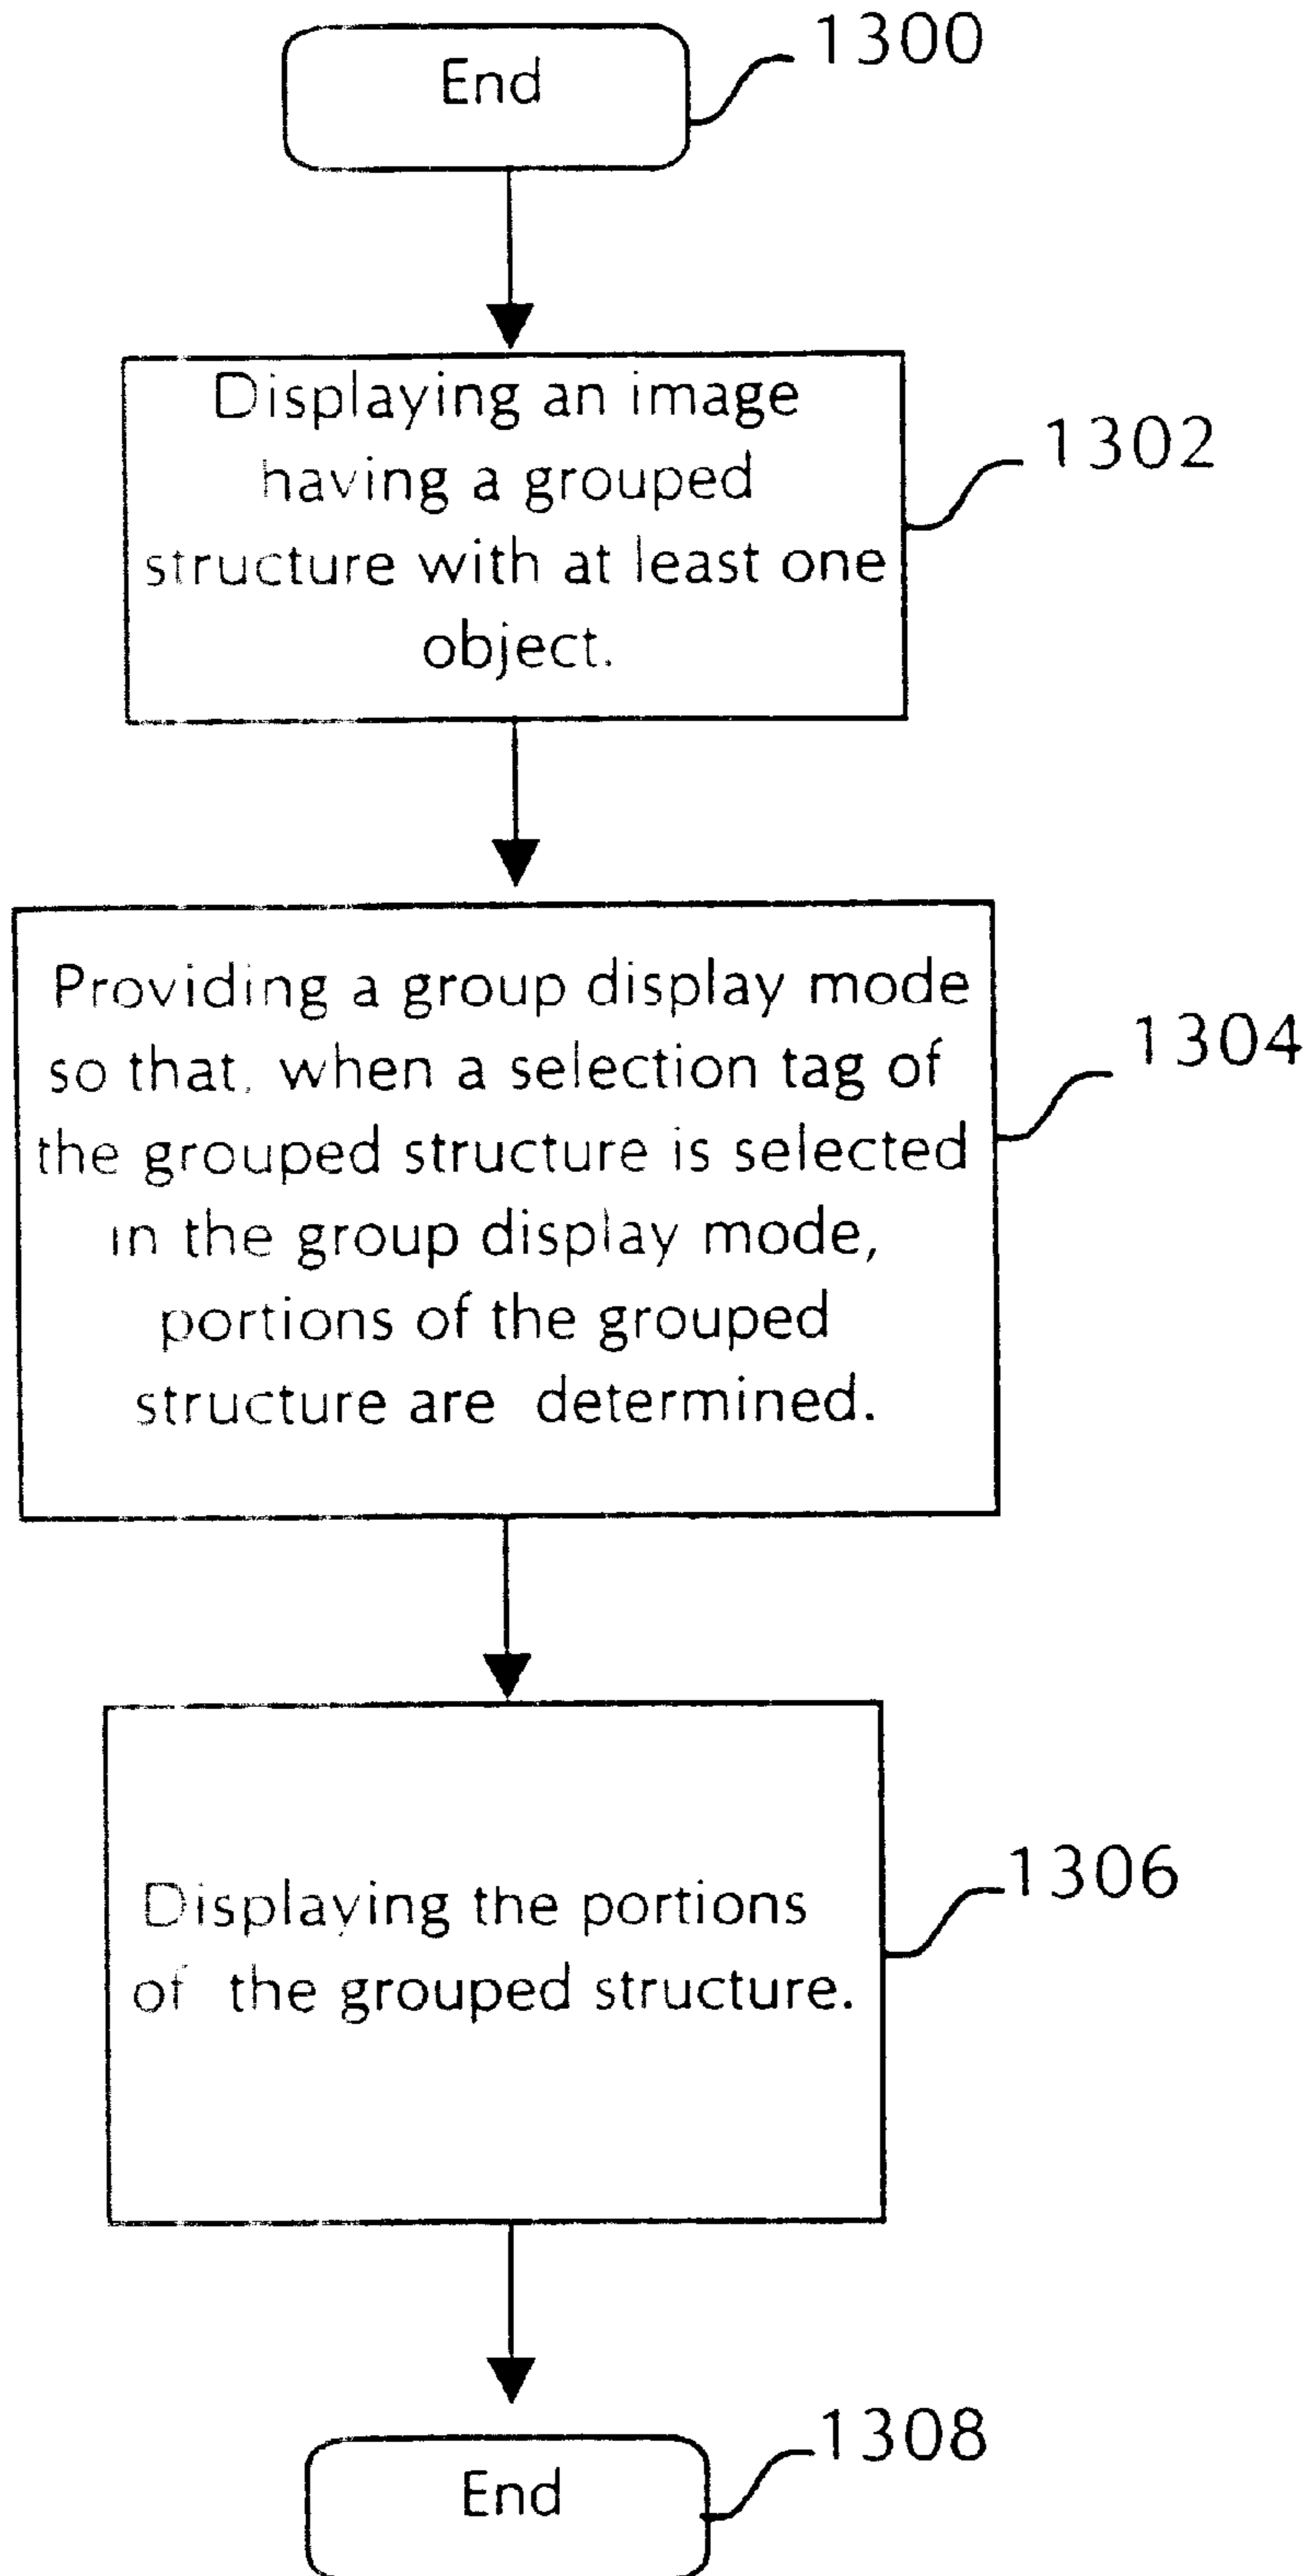 End
1300
Displaying an image
having a grouped
structure with at least one
object.
1302
Providing a group display mode
so that, when a selection tag of
the grouped structure is selected
in the group display mode,
portions of the grouped
structure are determined.
1304
Displaying the portions
of the grouped structure.
1306
End
1308